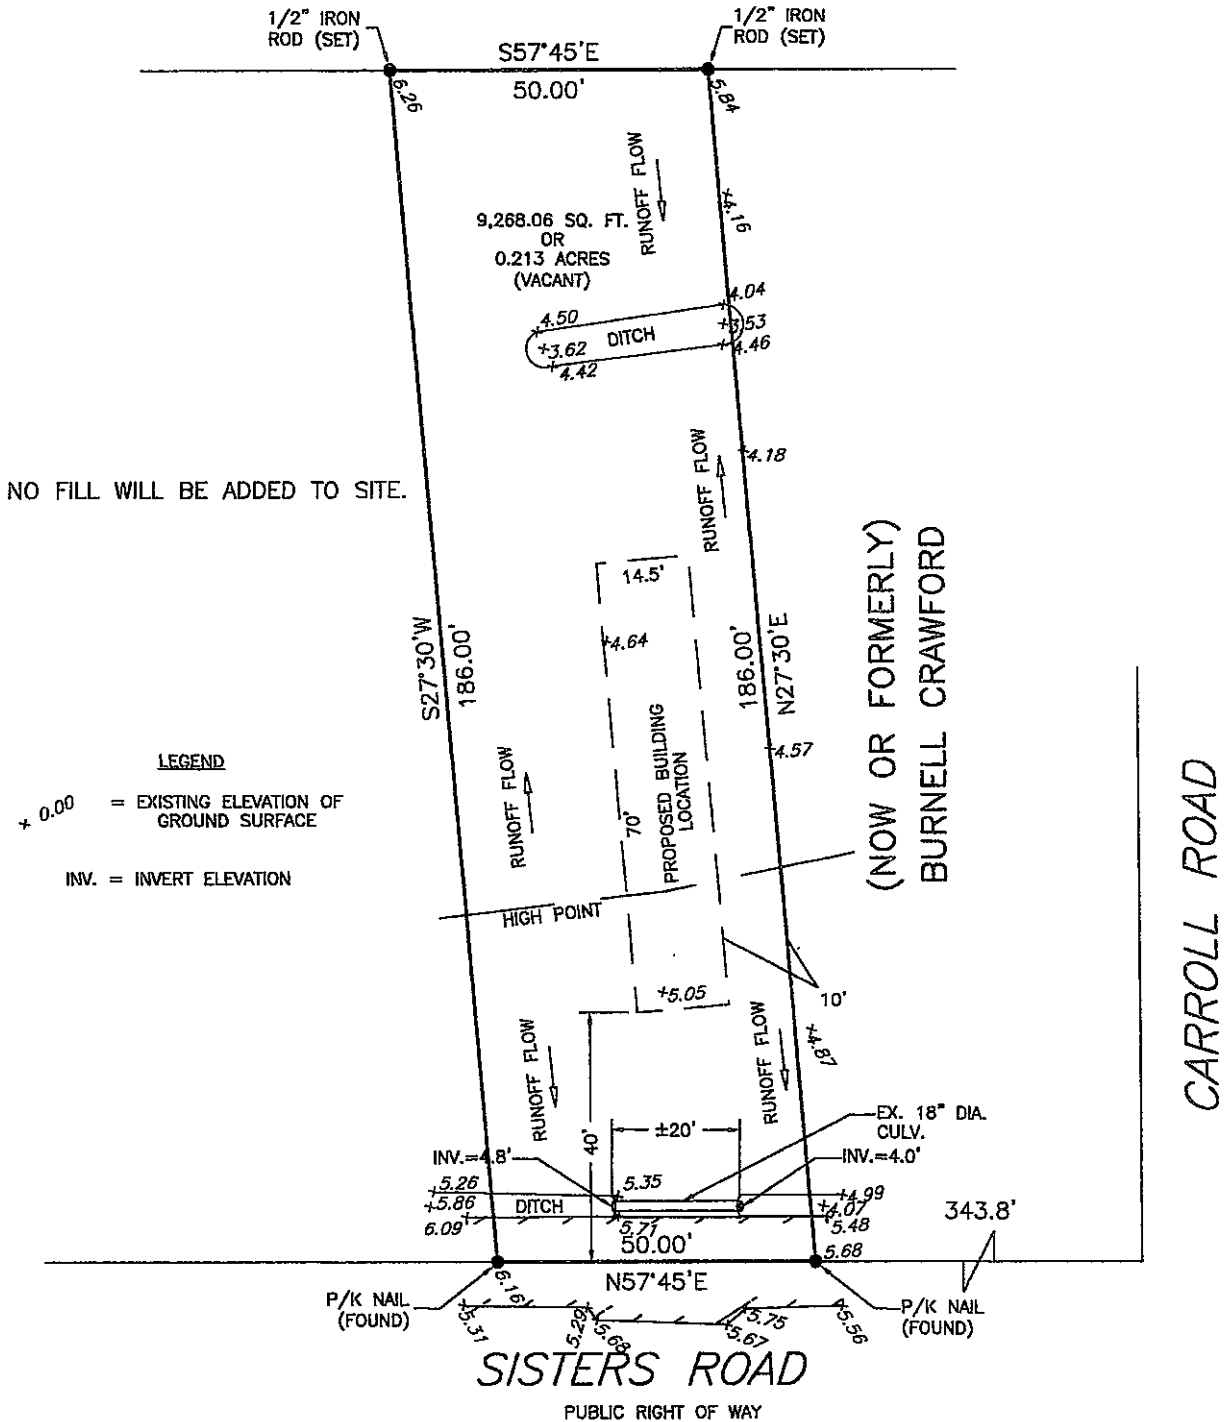 1/2" IRON
ROD (SET)
1/2" IRON
ROD (SET)
S57°45'E
50.00'
6.26
5.84
RUNOFF FLOW
4.16
9,268.06 SQ. FT.
OR
0.213 ACRES
(VACANT)
4.04
4.50
3.53
DITCH
3.62
4.46
4.42
RUNOFF FLOW
4.18
NO FILL WILL BE ADDED TO SITE.
14.5'
4.64
S27°30'W
186.00'
186.00'
N27°30'E
(NOW OR FORMERLY)
BURNELL CRAWFORD
CARROLL ROAD
4.57
PROPOSED BUILDING
LOCATION
70'
LEGEND
+ 0.00 = EXISTING ELEVATION OF
GROUND SURFACE
INV. = INVERT ELEVATION
RUNOFF FLOW
HIGH POINT
5.05
10'
RUNOFF FLOW
RUNOFF FLOW
4.87
40'
±20'
EX. 18" DIA.
CULV.
INV.=4.8'
INV.=4.0'
5.26
5.35
4.99
5.86
DITCH
4.07
6.09
5.71
5.48
343.8'
50.00'
5.68
N57°45'E
6.16
P/K NAIL
(FOUND)
P/K NAIL
(FOUND)
5.31
5.29
5.68
5.67
5.75
5.56
SISTERS ROAD
PUBLIC RIGHT OF WAY